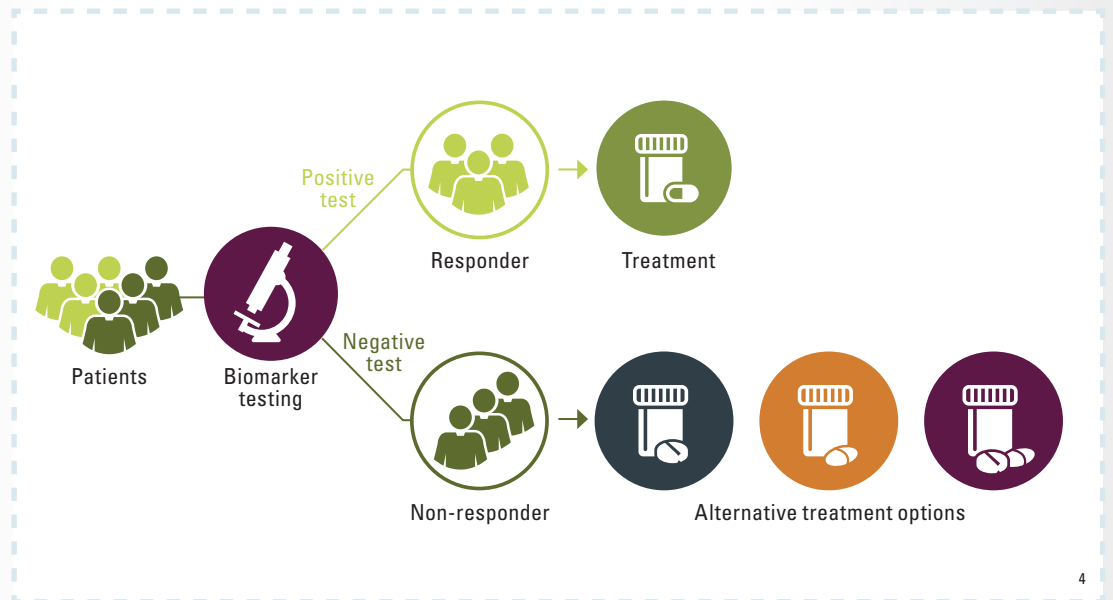 Positive
test
Responder
Treatment
Patients
Biomarker
testing
Negative
test
Non-responder
Alternative treatment options
4